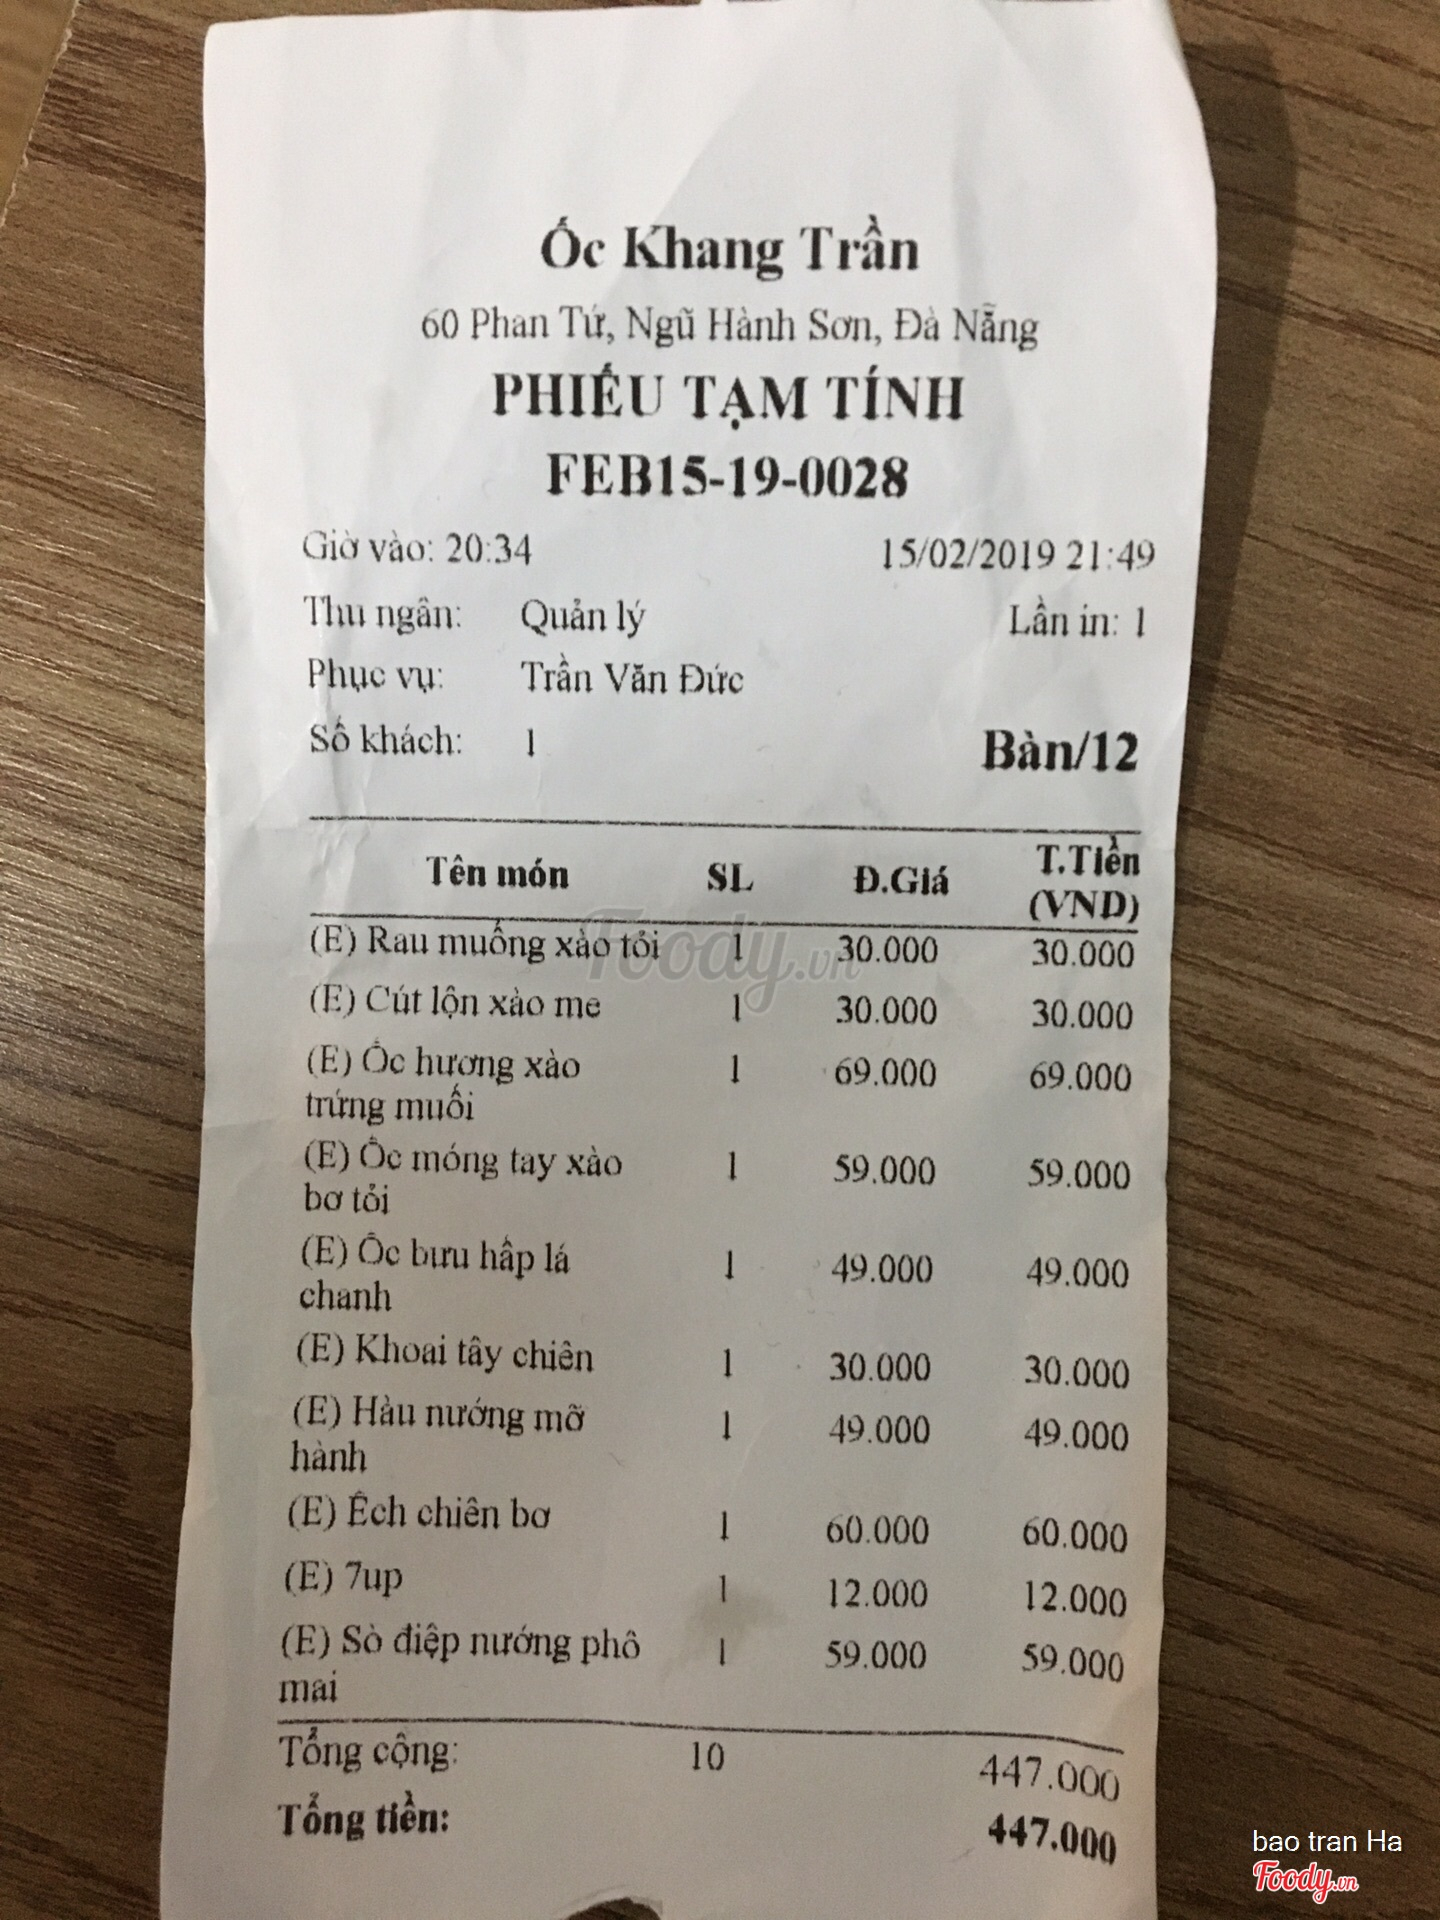 Ốc Khang Trần
60 Phan Tứ, Ngũ Hành Sơn, Đà Nẵng
PHIẾU TẠM TÍNH
FEB15-19-0028
Giờ vào: 20:34 15/02/2019 21:49
Thu ngân: Quản lý Lần in: 1
Phục vụ: Trần Văn Đức
Số khách: 1 Bàn/12
Tên món SL Đ.Giá T.Tiền (VND)
(E) Rau muống xào tỏi 1 30.000 30.000
(E) Cút lộn xào me 1 30.000 30.000
(E) Ốc hương xào 1 69.000 69.000
trứng muối
(E) Ốc móng tay xào 1 59.000 59.000
bơ tỏi
(E) Ốc bươu hấp lá 1 49.000 49.000
chanh
(E) Khoai tây chiên 1 30.000 30.000
(E) Hàu nướng mỡ 1 49.000 49.000
hành
(E) Ếch chiên bơ 1 60.000 60.000
(E) 7up 1 12.000 12.000
(E) Sò điệp nướng phô 1 59.000 59.000
mai
Tổng cộng: 10 447.000
Tổng tiền: 447.000
Foody.vn
bao tran Ha
Foody.vn